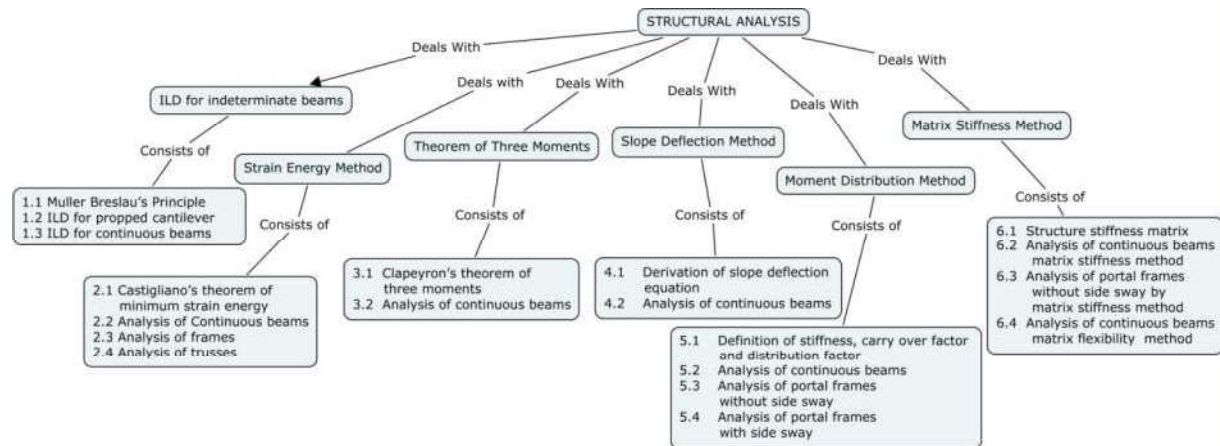 STRUCTURAL ANALYSIS
Deals With
ILD for indeterminate beams
Consists of
1.1 Muller Breslau's Principle
1.2 ILD for propped cantilever
1.3 ILD for continuous beams
Deals with
Strain Energy Method
Consists of
2.1 Castigliano's theorem of
minimum strain energy
2.2 Analysis of Continuous beams
2.3 Analysis of frames
2.4 Analysis of trusses
Deals With
Theorem of Three Moments
Consists of
3.1 Clapeyron's theorem of
three moments
3.2 Analysis of continuous beams
Deals With
Slope Deflection Method
Consists of
4.1 Derivation of slope deflection
equation
4.2 Analysis of continuous beams
Deals With
Moment Distribution Method
Consists of
5.1 Definition of stiffness, carry over factor
and distribution factor
5.2 Analysis of continuous beams
5.3 Analysis of portal frames
without side sway
5.4 Analysis of portal frames
with side sway
Deals With
Matrix Stiffness Method
Consists of
6.1 Structure stiffness matrix
6.2 Analysis of continuous beams
matrix stiffness method
6.3 Analysis of portal frames
without side sway by
matrix stiffness method
6.4 Analysis of continuous beams
matrix flexibility method